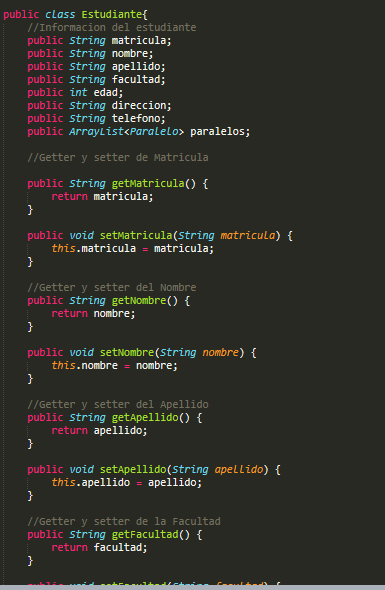 public class Estudiante{
//Informacion del estudiante
public String matricula;
public String nombre;
public String apellido;
public String facultad;
public int edad;
public String direccion;
public String telefono;
public ArrayList<Paralelo> paralelos;
//Getter y setter de Matricula
public String getMatricula() {
return matricula;
}
public void setMatricula(String matricula) {
this.matricula = matricula;
}
//Getter y setter del Nombre
public String getNombre() {
return nombre;
}
public void setNombre(String nombre) {
this.nombre = nombre;
}
//Getter y setter del Apellido
public String getApellido() {
return apellido;
}
public void setApellido(String apellido) {
this.apellido = apellido;
}
//Getter y setter de la Facultad
public String getFacultad() {
return facultad;
}
public void setFacultad(String facultad) {